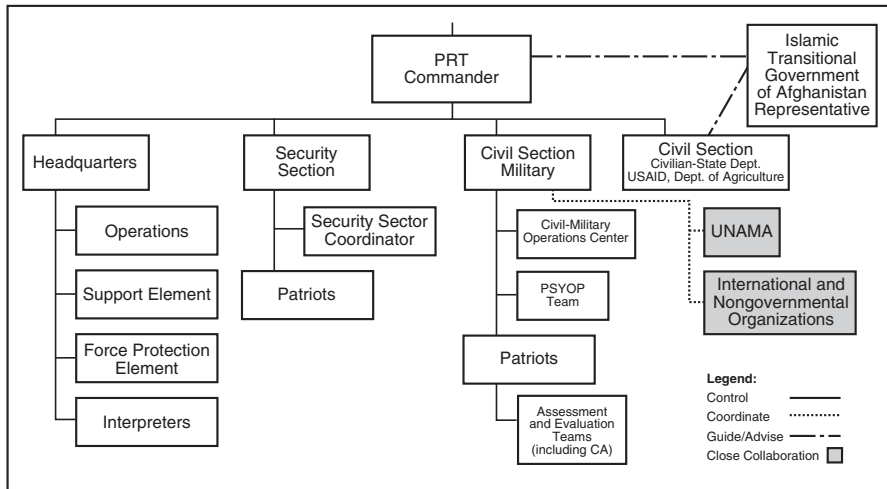 PRT
Commander
Islamic
Transitional
Government
of Afghanistan
Representative
Headquarters
Security
Section
Civil Section
Military
Civil Section
Civilian-State Dept.
USAID, Dept. of Agriculture
Operations
Support Element
Force Protection
Element
Interpreters
Security Sector
Coordinator
Patriots
Civil-Military
Operations Center
PSYOP
Team
Patriots
Assessment
and Evaluation
Teams
(including CA)
UNAMA
International and
Nongovernmental
Organizations
Legend:
Control
Coordinate
Guide/Advise
Close Collaboration